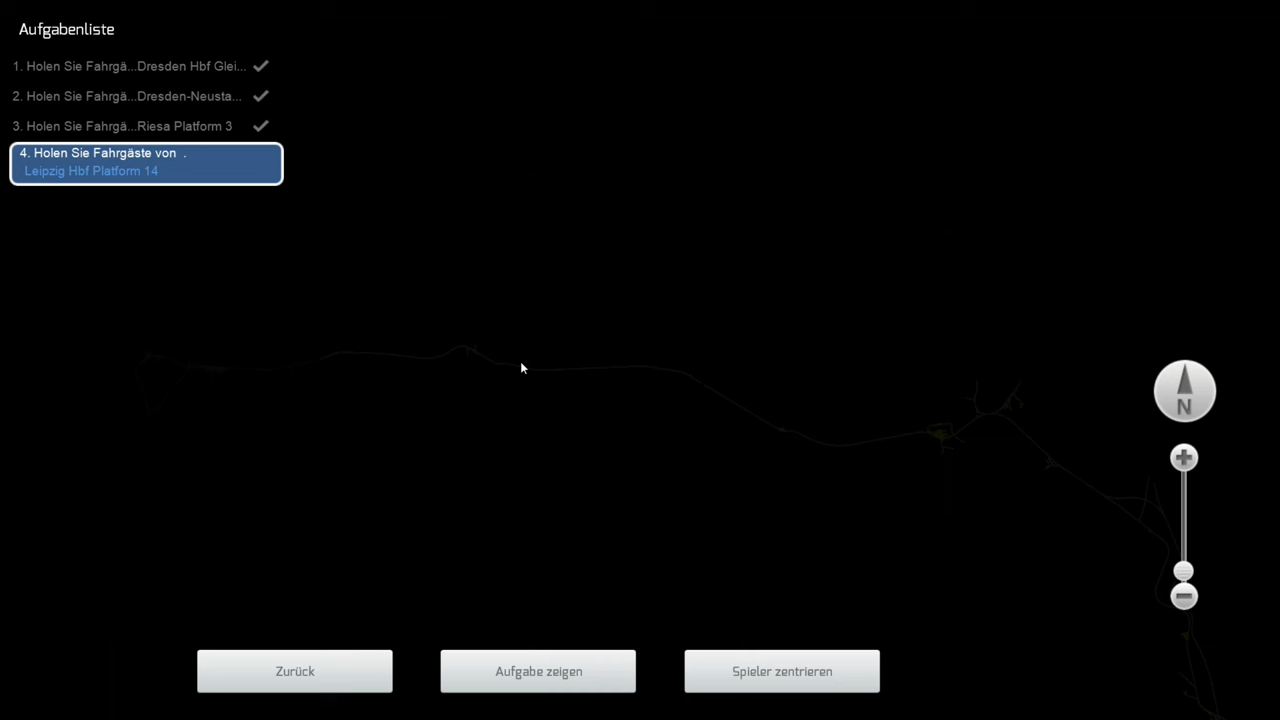 Aufgabenliste
1. Holen Sie Fahrgä...Dresden Hbf Glei...
2. Holen Sie Fahrgä...Dresden-Neusta...
3. Holen Sie Fahrgä...Riesa Platform 3
4. Holen Sie Fahrgäste von .
Leipzig Hbf Platform 14
N
Zurück
Aufgabe zeigen
Spieler zentrieren